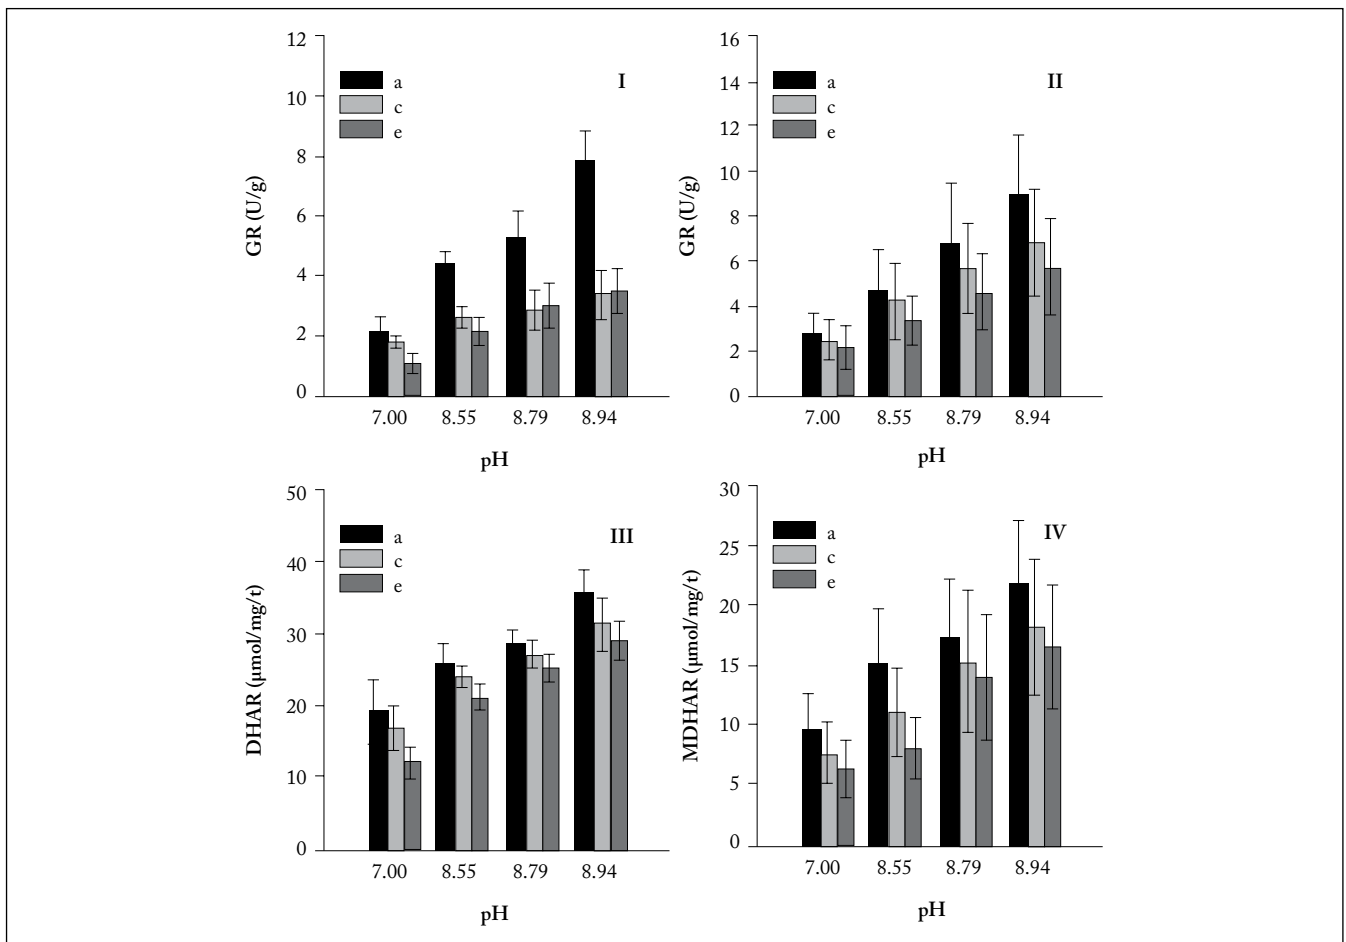 12
10
8
6
4
2
0
GR (U/g)
a
c
e
I
7.00 8.55 8.79 8.94
pH
16
14
12
10
8
6
4
2
0
GR (U/g)
a
c
e
II
7.00 8.55 8.79 8.94
pH
50
40
30
20
10
0
DHAR (μmol/mg/t)
a
c
e
III
7.00 8.55 8.79 8.94
pH
30
25
20
15
10
5
0
MDHAR (μmol/mg/t)
a
c
e
IV
7.00 8.55 8.79 8.94
pH